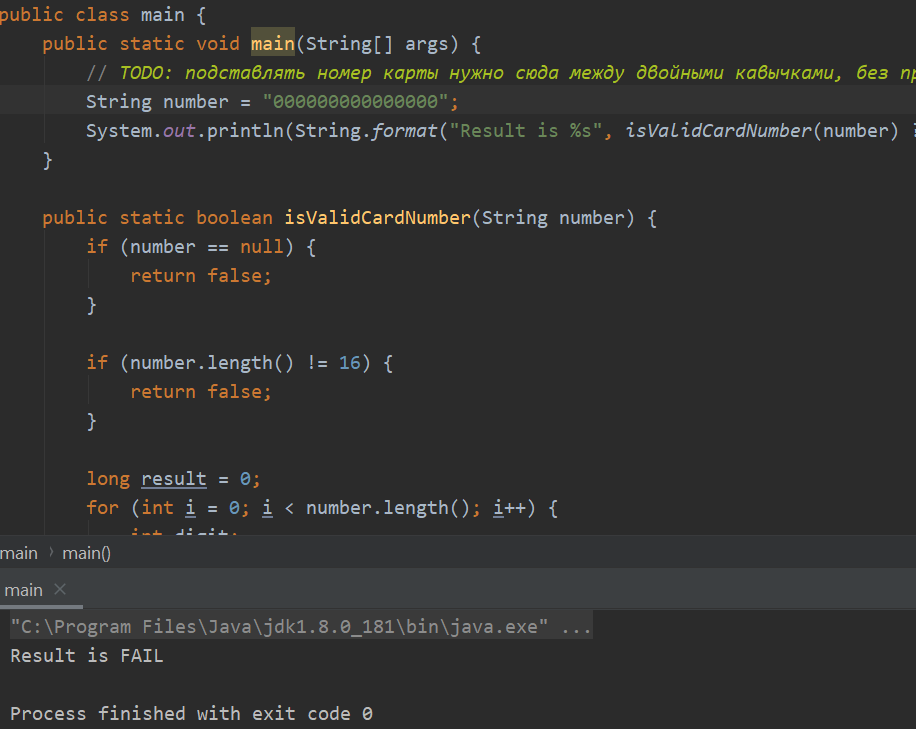 public class main {
public static void main(String[] args) {
// TODO: подставлять номер карты нужно сюда между двойными кавычками, без
String number = "000000000000000";
System.out.println(String.format("Result is %s", isValidCardNumber(number) ?
}
public static boolean isValidCardNumber(String number) {
if (number == null) {
return false;
}
if (number.length() != 16) {
return false;
}
long result = 0;
for (int i = 0; i < number.length(); i++) {
int digit;
main › main()
main ×
"C:\Program Files\Java\jdk1.8.0_181\bin\java.exe" ...
Result is FAIL
Process finished with exit code 0